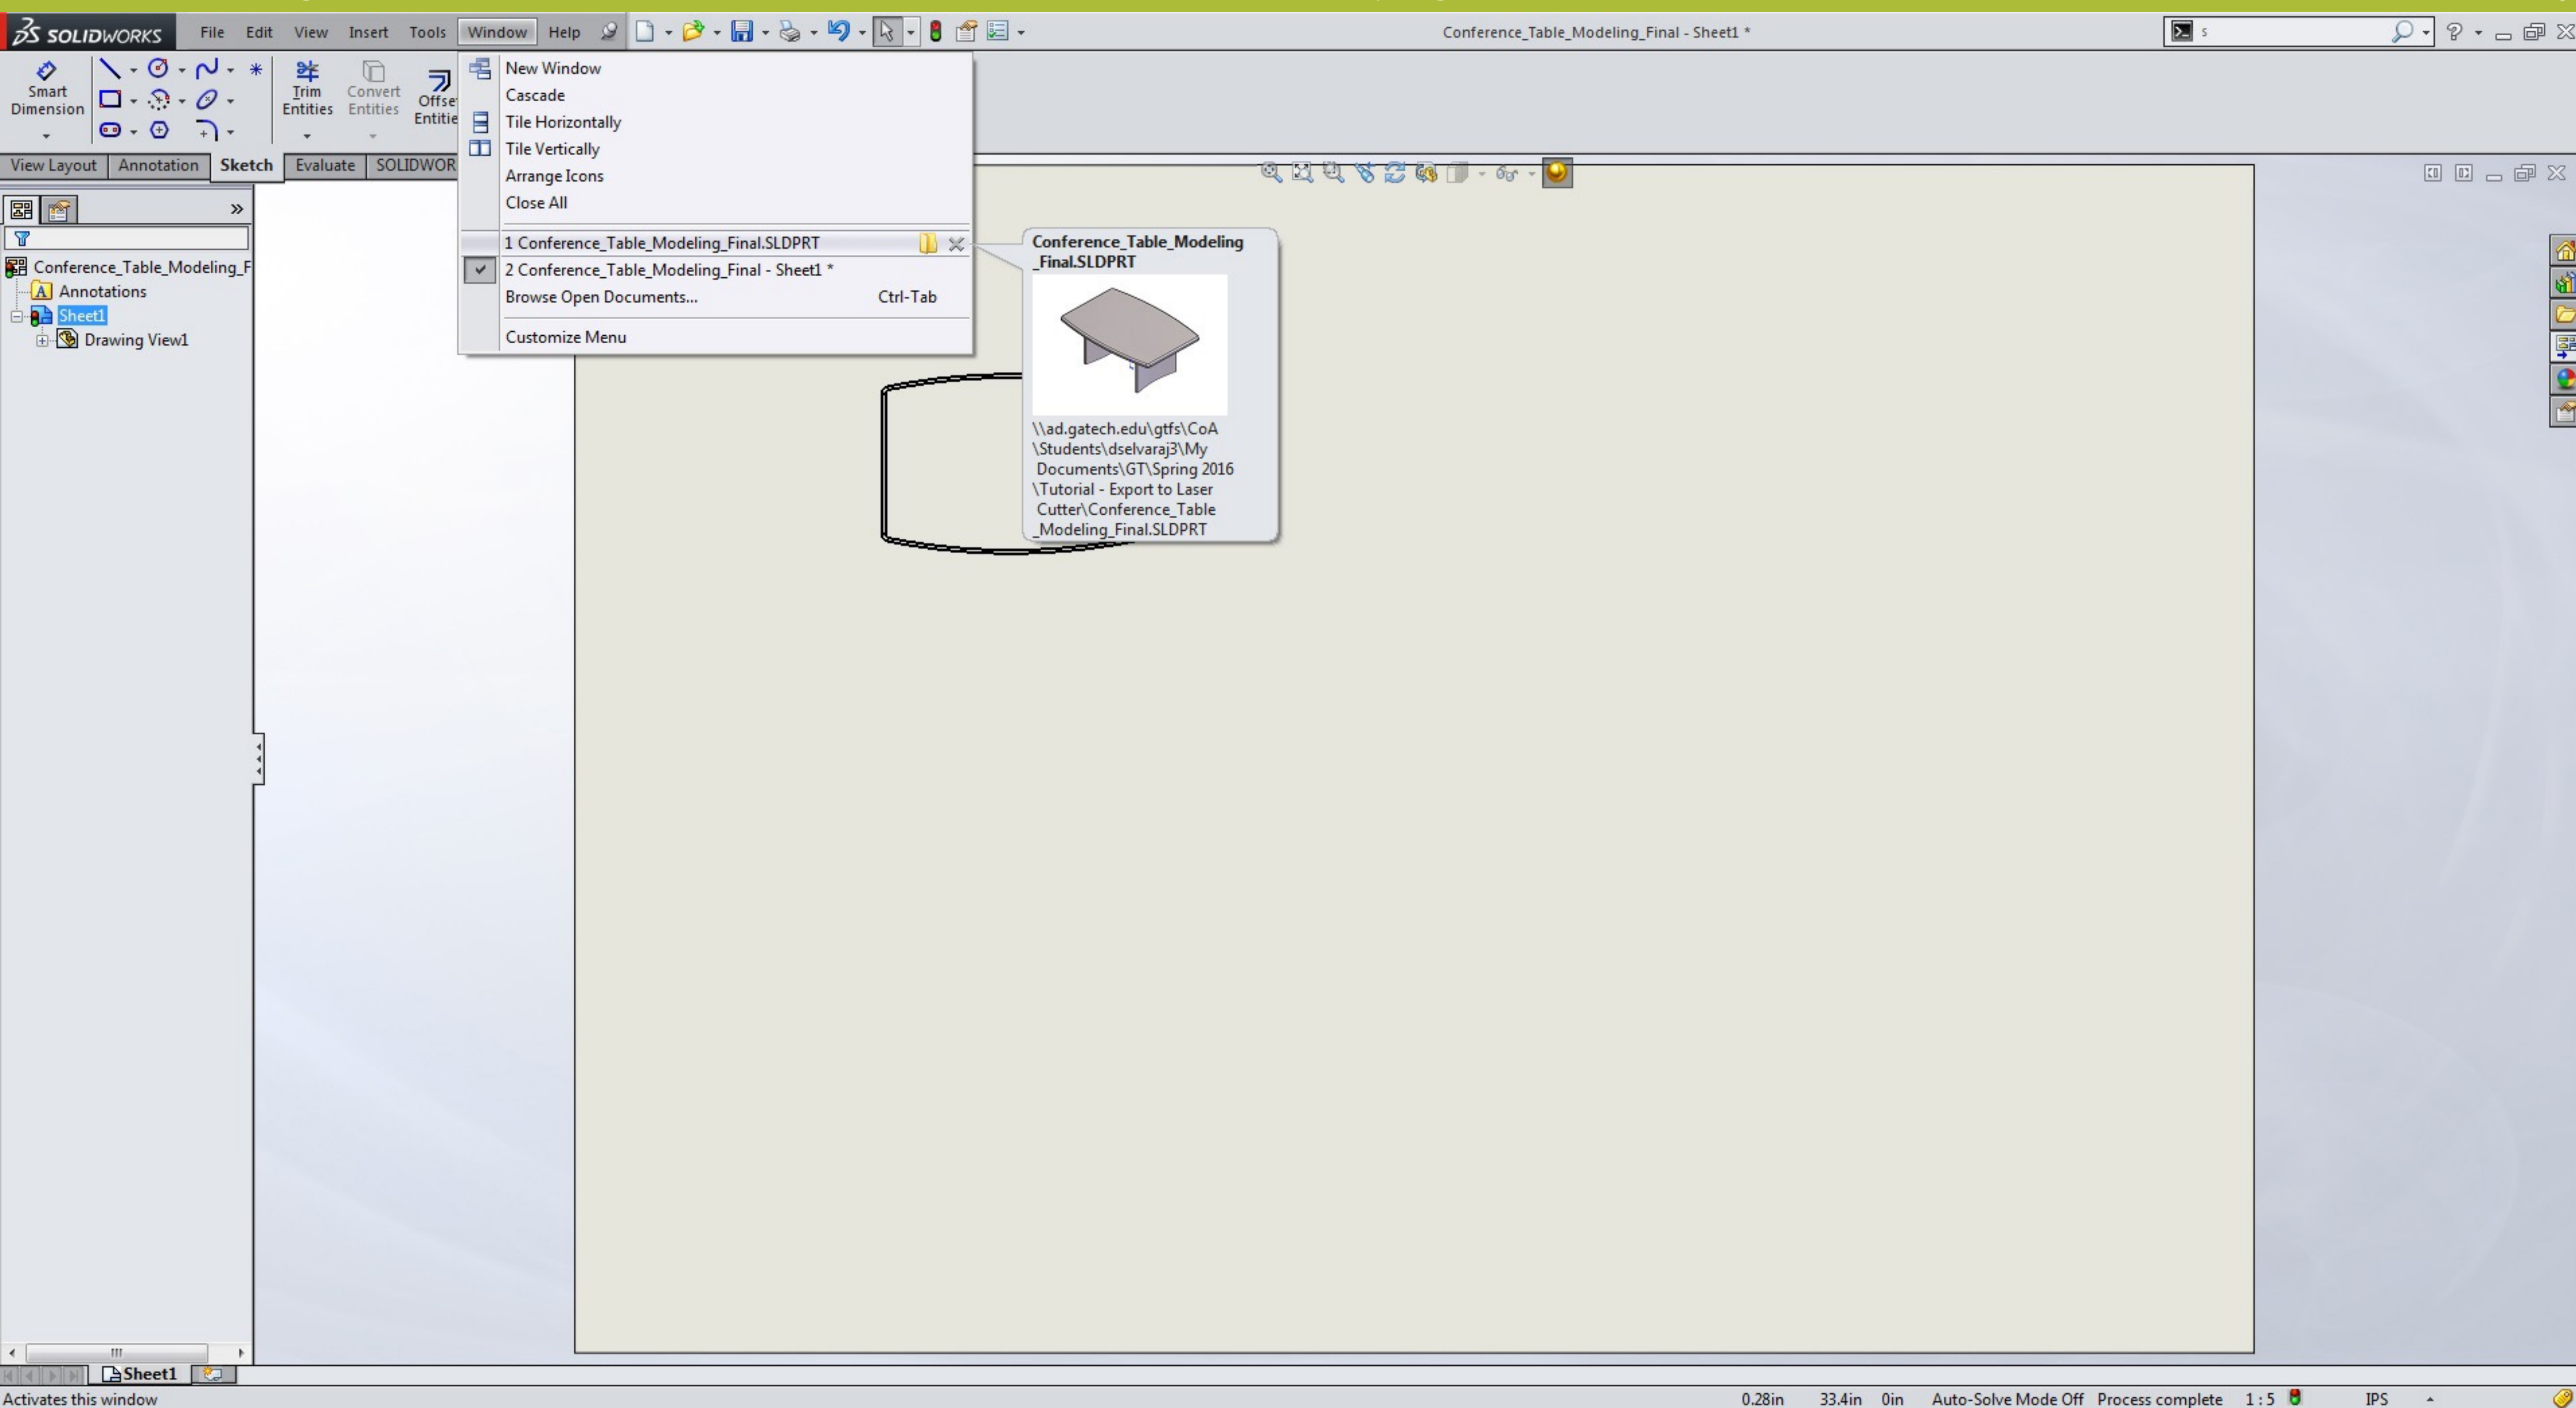 SOLIDWORKS File Edit View Insert Tools Window Help Conference_Table_Modeling_Final - Sheet1 * s
Smart Dimension
Trim Entities
Convert Entities
Offse
Entitie
View Layout Annotation Sketch Evaluate SOLIDWOR
New Window
Cascade
Tile Horizontally
Tile Vertically
Arrange Icons
Close All
1 Conference_Table_Modeling_Final.SLDPRT
2 Conference_Table_Modeling_Final - Sheet1 *
Browse Open Documents... Ctrl-Tab
Customize Menu
Conference_Table_Modeling_F
Annotations
Sheet1
Drawing View1
Conference_Table_Modeling
_Final.SLDPRT
\\ad.gatech.edu\gtfs\CoA
\Students\dselvaraj3\My
Documents\GT\Spring 2016
\Tutorial - Export to Laser
Cutter\Conference_Table
_Modeling_Final.SLDPRT
Sheet1
Activates this window 0.28in 33.4in 0in Auto-Solve Mode Off Process complete 1 : 5 IPS